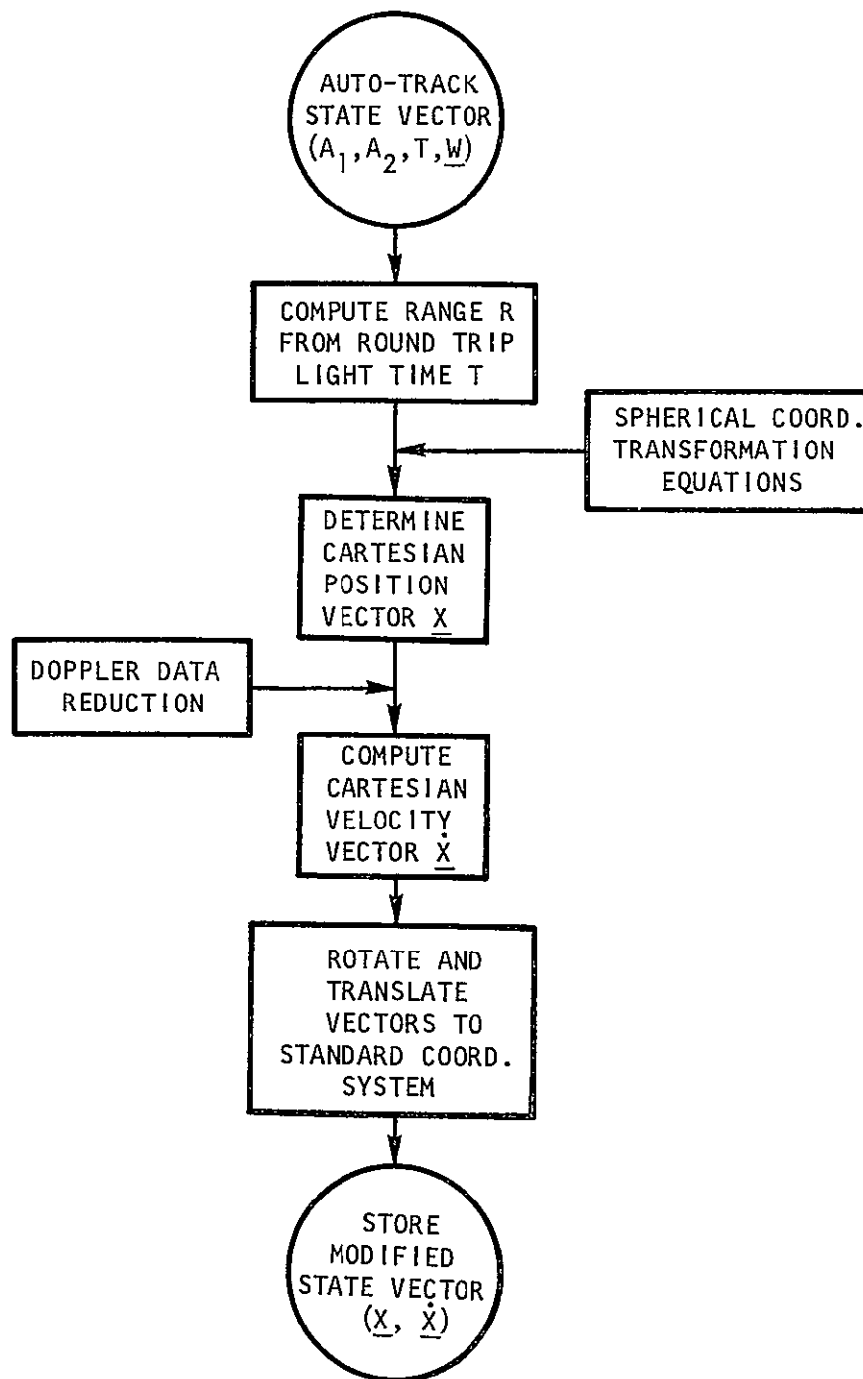 AUTO-TRACK
STATE VECTOR
(A₁,A₂,T,W̲)
COMPUTE RANGE R
FROM ROUND TRIP
LIGHT TIME T
SPHERICAL COORD.
TRANSFORMATION
EQUATIONS
DETERMINE
CARTESIAN
POSITION
VECTOR X̲
DOPPLER DATA
REDUCTION
COMPUTE
CARTESIAN
VELOCITY
VECTOR Ẋ̲
ROTATE AND
TRANSLATE
VECTORS TO
STANDARD COORD.
SYSTEM
STORE
MODIFIED
STATE VECTOR
(X̲, Ẋ̲)